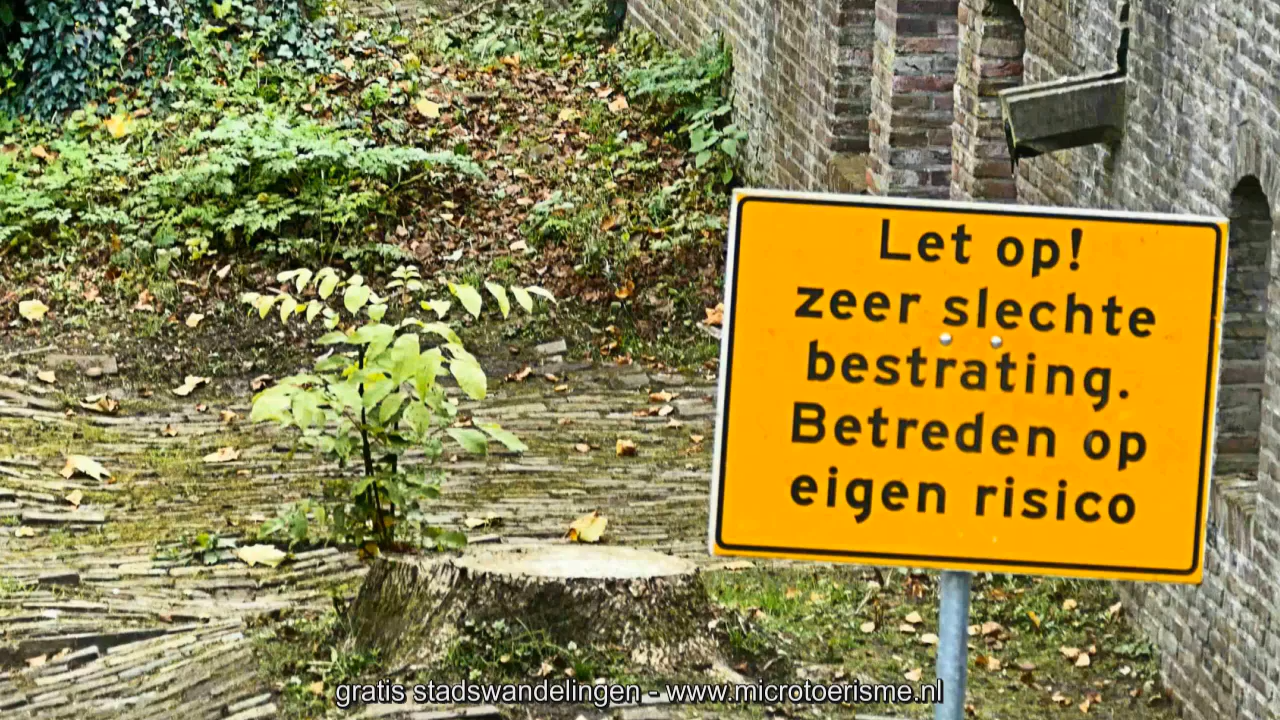 Let op!
zeer slechte
bestrating.
Betreden op
eigen risico
gratis stadswandelingen - www.microtoerisme.nl